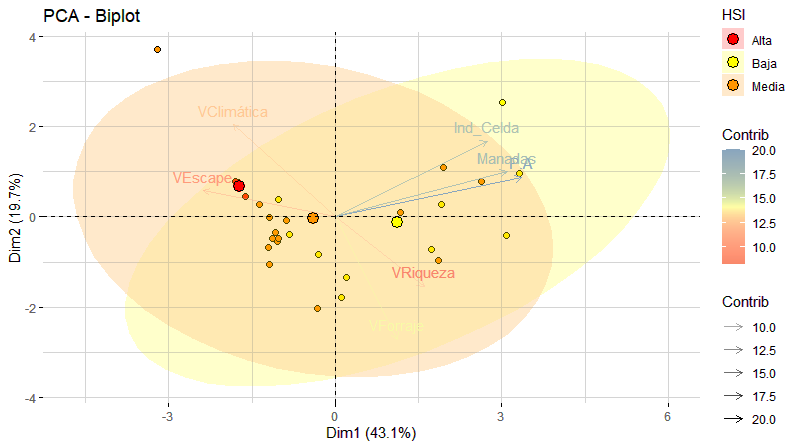 PCA - Biplot
4
2
0
-2
-4
-3
0
3
6
Dim2 (19.7%)
Dim1 (43.1%)
VClimática
VEscape
Ind_Ceida
Manadas
P_A
VRiqueza
HSI
Alta
Baja
Media
Contrib
20.0
17.5
15.0
12.5
10.0
Contrib
10.0
12.5
15.0
17.5
20.0